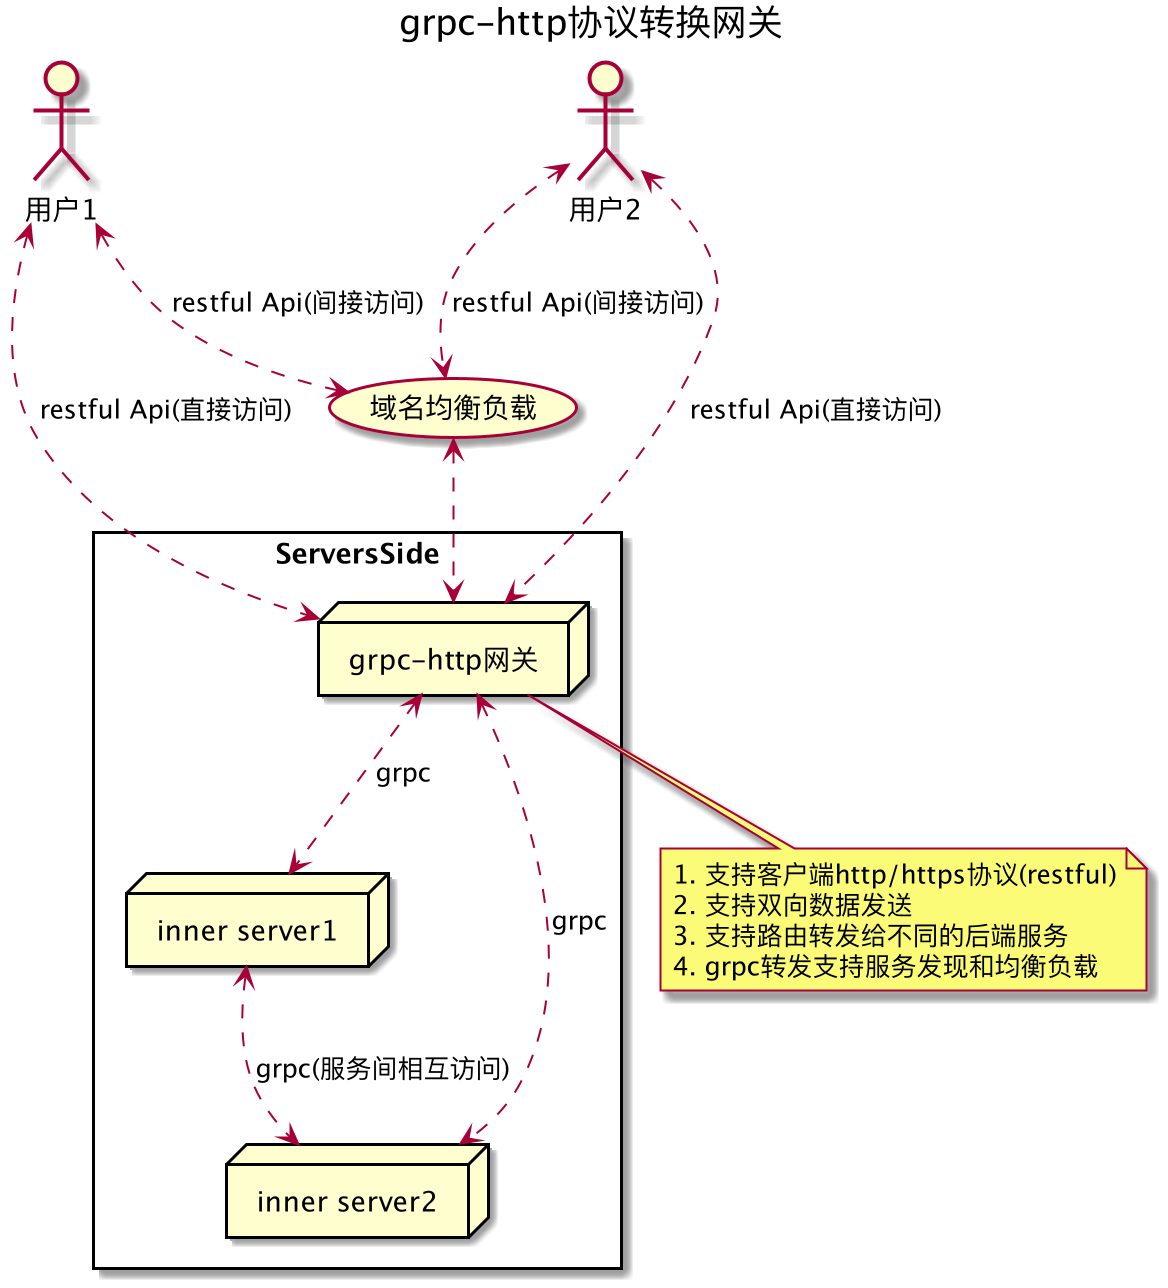 grpc-http协议转换网关
用户1
用户2
restful Api(间接访问)
restful Api(间接访问)
restful Api(直接访问)
域名均衡负载
restful Api(直接访问)
ServersSide
grpc-http网关
grpc
1. 支持客户端http/https协议(restful)
2. 支持双向数据发送
3. 支持路由转发给不同的后端服务
4. grpc转发支持服务发现和均衡负载
inner server1
grpc
grpc(服务间相互访问)
inner server2